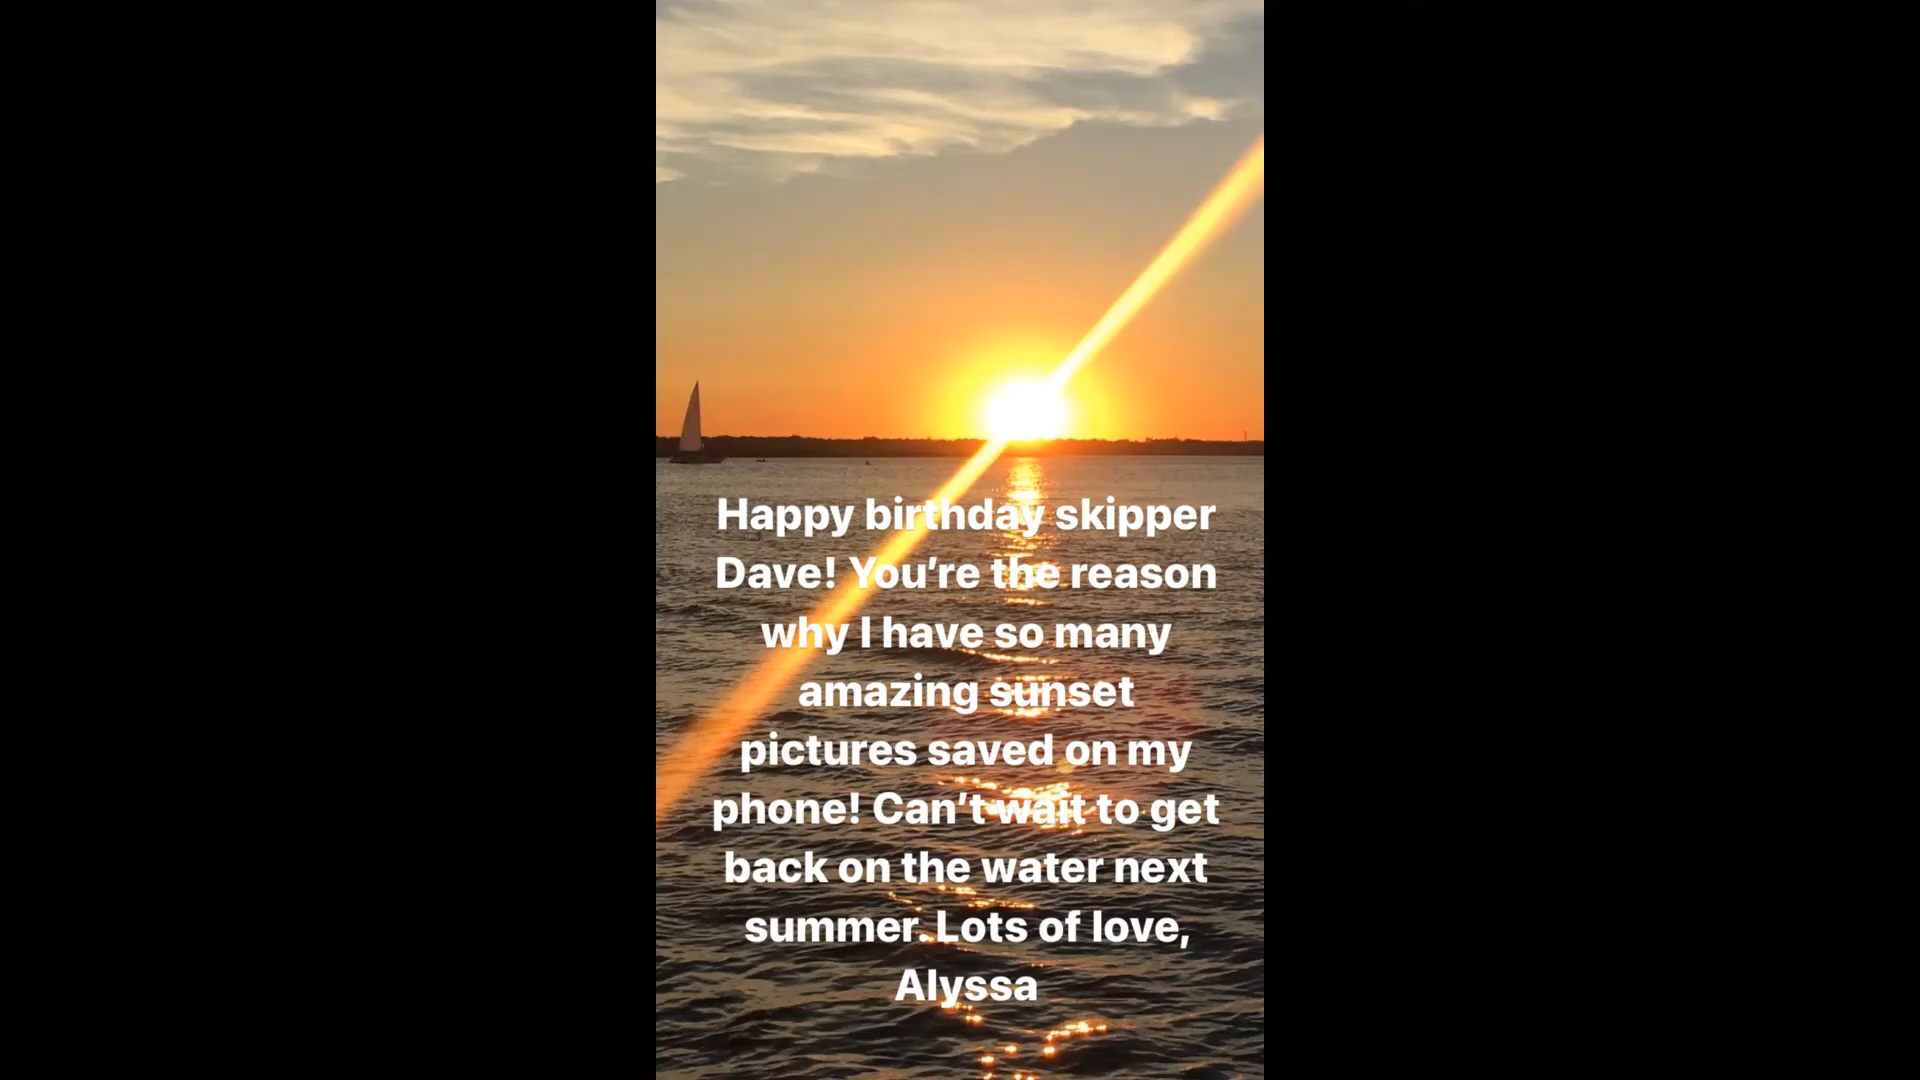 Happy birthday skipper
Dave! You’re the reason
why I have so many
amazing sunset
pictures saved on my
phone! Can’t wait to get
back on the water next
summer. Lots of love,
Alyssa